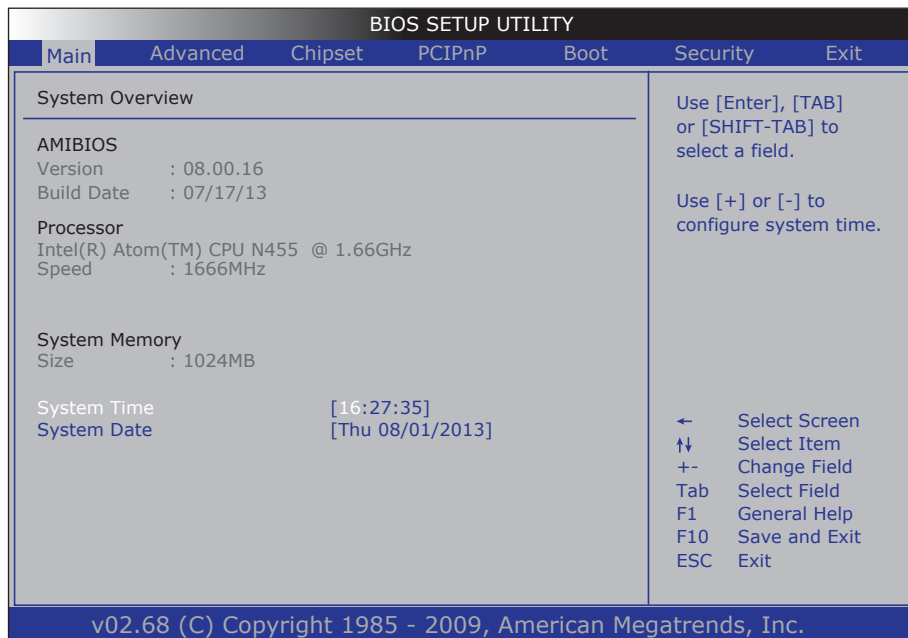 BIOS SETUP UTILITY
Main Advanced Chipset PCIPnP Boot Security Exit
System Overview
AMIBIOS
Version : 08.00.16
Build Date : 07/17/13
Processor
Intel(R) Atom(TM) CPU N455 @ 1.66GHz
Speed : 1666MHz
System Memory
Size : 1024MB
System Time [16:27:35]
System Date [Thu 08/01/2013]
Use [Enter], [TAB]
or [SHIFT-TAB] to
select a field.
Use [+] or [-] to
configure system time.
← Select Screen
↑↓ Select Item
+- Change Field
Tab Select Field
F1 General Help
F10 Save and Exit
ESC Exit
v02.68 (C) Copyright 1985 - 2009, American Megatrends, Inc.